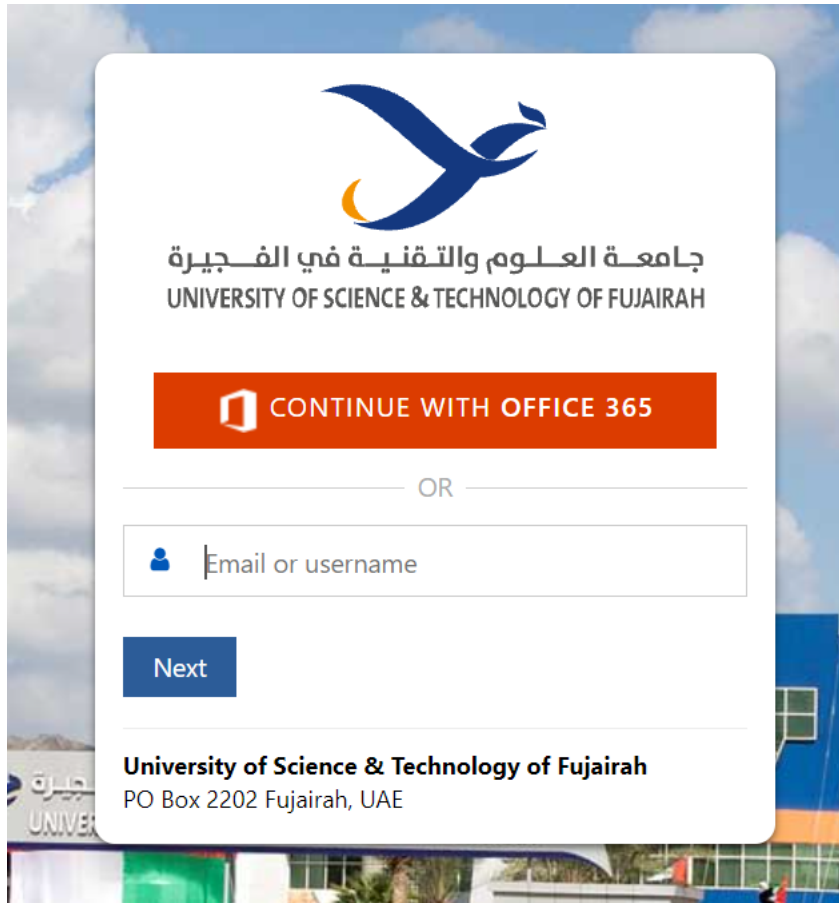 جامعة العلوم والتقنية في الفجيرة
UNIVERSITY OF SCIENCE & TECHNOLOGY OF FUJAIRAH
CONTINUE WITH OFFICE 365
OR
Email or username
Next
University of Science & Technology of Fujairah
PO Box 2202 Fujairah, UAE